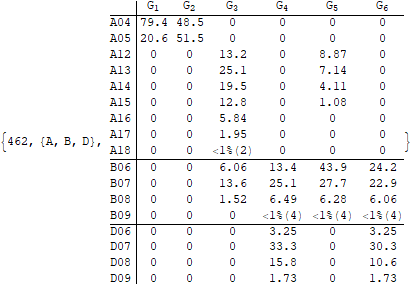 G1 G2 G3 G4 G5 G6
A04 79.4 48.5 0 0 0 0
A05 20.6 51.5 0 0 0 0
A12 0 0 13.2 0 8.87 0
A13 0 0 25.1 0 7.14 0
A14 0 0 19.5 0 4.11 0
A15 0 0 12.8 0 1.08 0
A16 0 0 5.84 0 0 0
{462, {A, B, D}, A17 0 0 1.95 0 0 0 }
A18 0 0 <1%(2) 0 0 0
B06 0 0 6.06 13.4 43.9 24.2
B07 0 0 13.6 25.1 27.7 22.9
B08 0 0 1.52 6.49 6.28 6.06
B09 0 0 0 <1%(4) <1%(4) <1%(4)
D06 0 0 0 3.25 0 3.25
D07 0 0 0 33.3 0 30.3
D08 0 0 0 15.8 0 10.6
D09 0 0 0 1.73 0 1.73